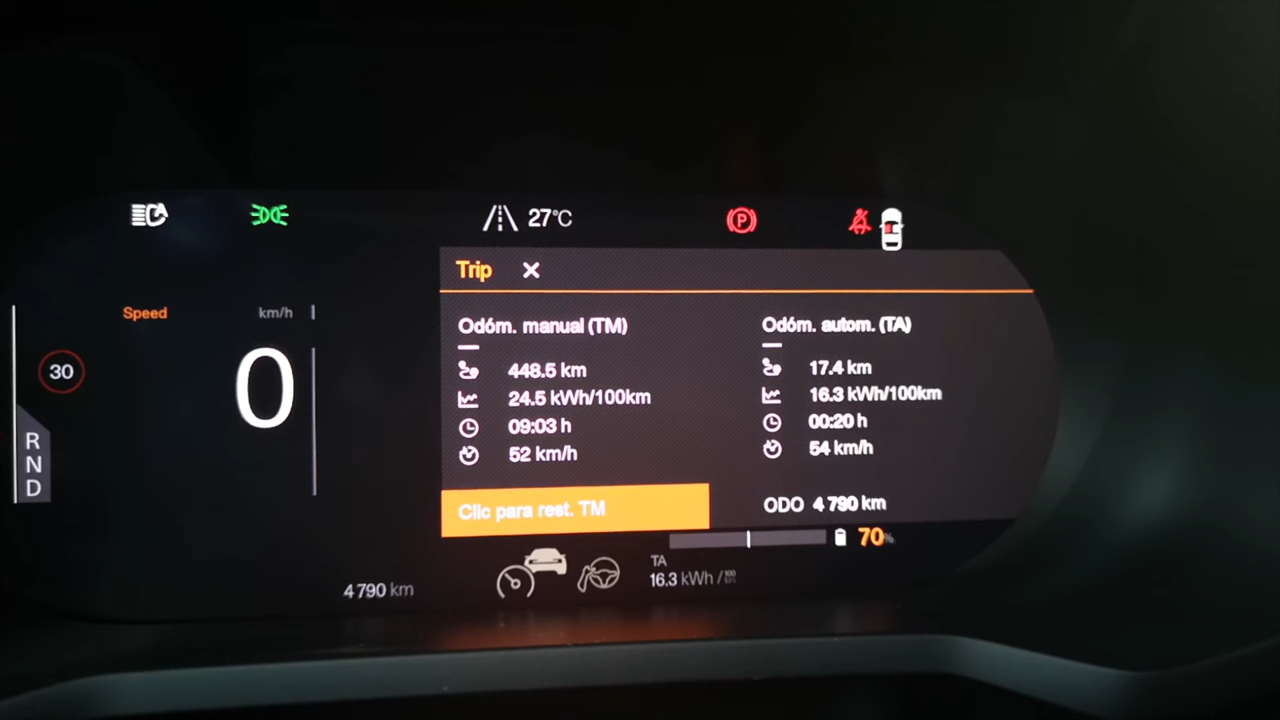 27°C
P
Trip
Speed km/h
30
0
R
N
D
Odóm. manual (TM)
448.5 km
24.5 kWh/100km
09:03 h
52 km/h
Clic para rest. TM
Odóm. autom. (TA)
17.4 km
16.3 kWh/100km
00:20 h
54 km/h
ODO 4 790 km
70%
TA
16.3 kWh /100
4 790 km